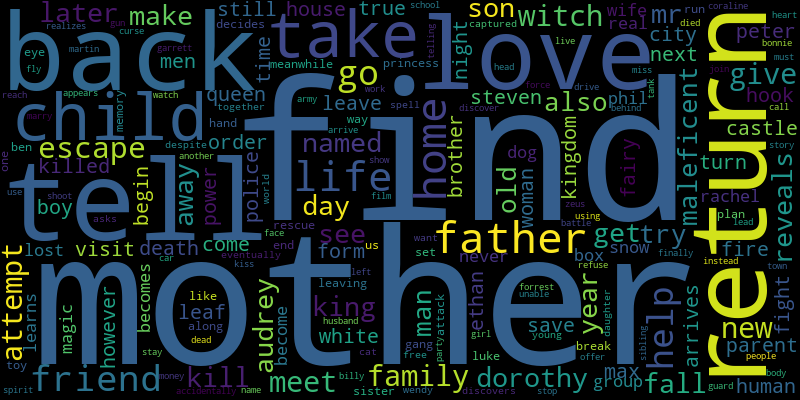 later make still house true son witch mr wife real city peter run coraline
realizes gun curse decides school captured died heart
back take love
martin garrett men time meanwhile princess night steven also phil next give bonnie must
eye fly queen go live hook
child reach appears watch memory together army work spell head force drive miss tank join call
marry hand leave way discover behind castle
escape ben despite order named arrive brother telling kingdom dog story
one killed another police home show maleficent turn
find return
tell begin away power life film old woman fairy rachel plan
use shoot asks world day zeus using battle lead reveals
boy rescue face father get try snow fire instead
lost visit death come see us want never box town
attempt car end form set refuse finally people
mother
learns becomes kiss eventually left ethan year help new fight
magic however like leaf along audrey king man forrest unable save daughter arrives parent
dead become leaving husband white party attack girl young break sibling body
toy stay gang free luke offer max human
friend kill meet cat family dorothy group fall guard
spirit money accidentally name billy sister wendy discovers stop